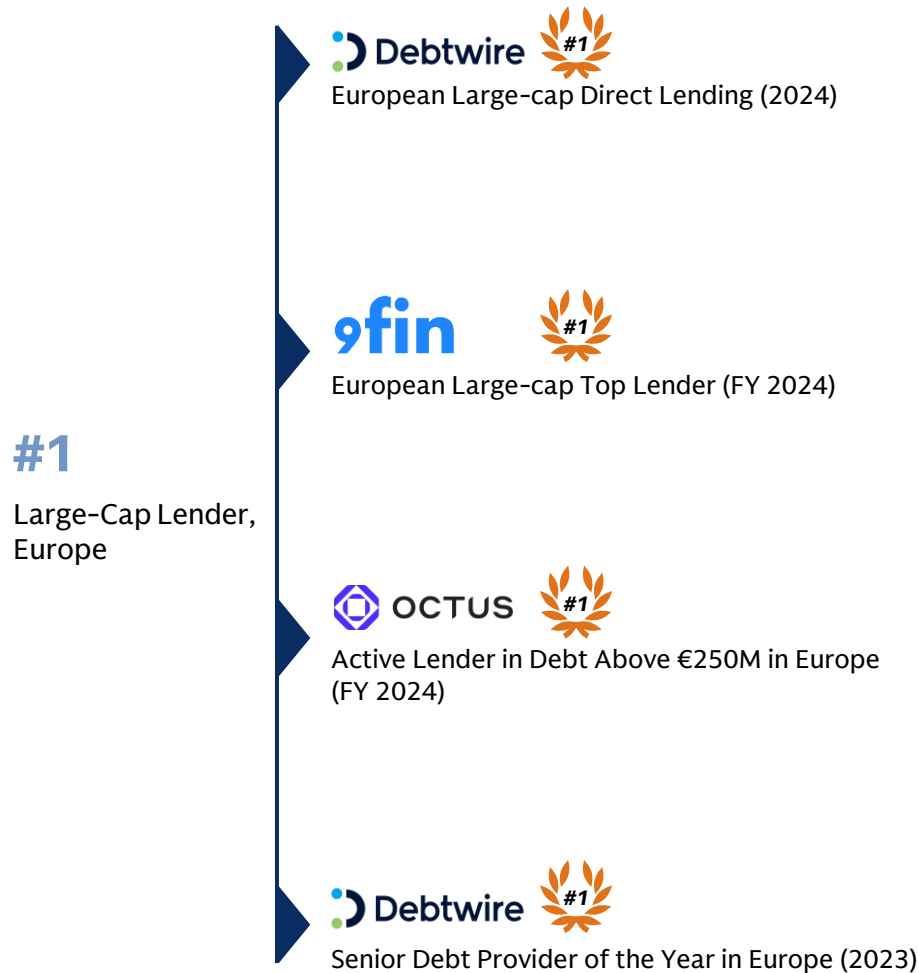 #1
Large-Cap Lender,
Europe
Debtwire #1
European Large-cap Direct Lending (2024)
9fin #1
European Large-cap Top Lender (FY 2024)
OCTUS #1
Active Lender in Debt Above €250M in Europe
(FY 2024)
Debtwire #1
Senior Debt Provider of the Year in Europe (2023)